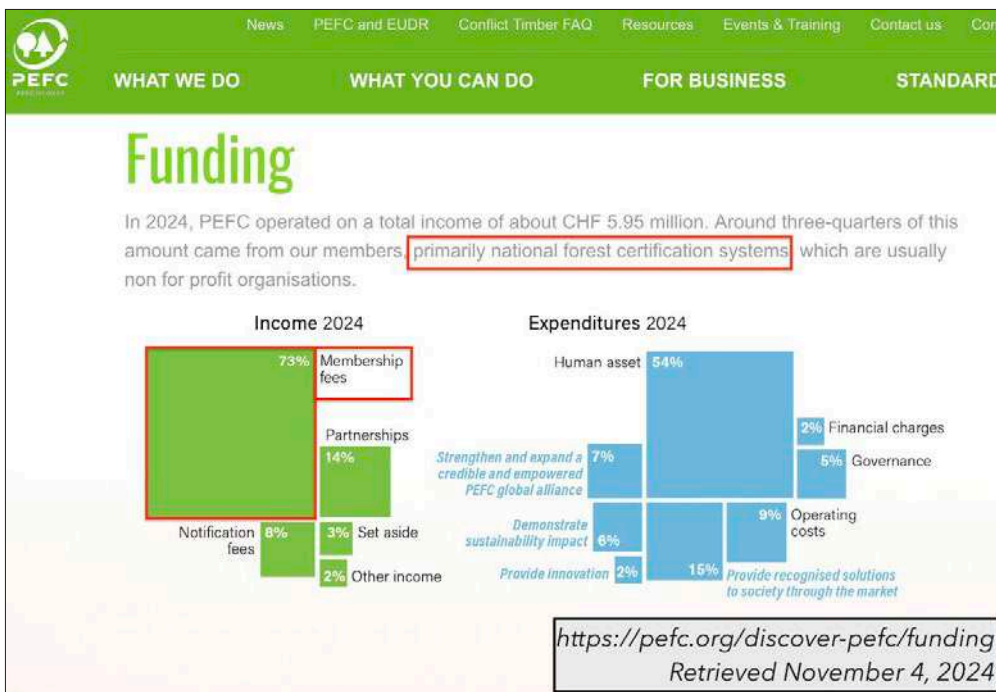 News PEFC and EUDR Conflict Timber FAQ Resources Events & Training Contact us Con
PEFC
WHAT WE DO WHAT YOU CAN DO FOR BUSINESS STANDARD
Funding
In 2024, PEFC operated on a total income of about CHF 5.95 million. Around three-quarters of this
amount came from our members, primarily national forest certification systems, which are usually
non for profit organisations.
Income 2024
73% Membership
fees
Partnerships
14%
Notification
fees
8%
3% Set aside
2% Other income
Expenditures 2024
Human asset 54%
2% Financial charges
5% Governance
Strengthen and expand a
credible and empowered
PEFC global alliance
7%
Demonstrate
sustainability impact
6%
Provide innovation 2%
9% Operating
costs
15% Provide recognised solutions
to society through the market
https://pefc.org/discover-pefc/funding
Retrieved November 4, 2024